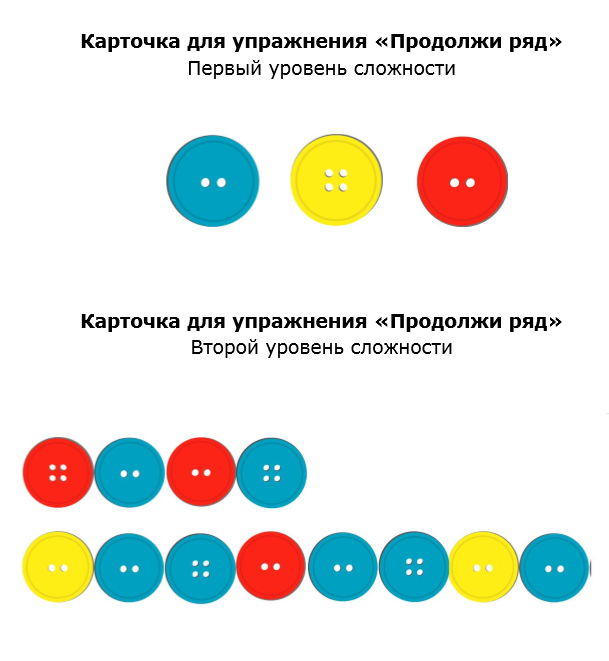 Карточка для упражнения «Продолжи ряд»
Первый уровень сложности
Карточка для упражнения «Продолжи ряд»
Второй уровень сложности